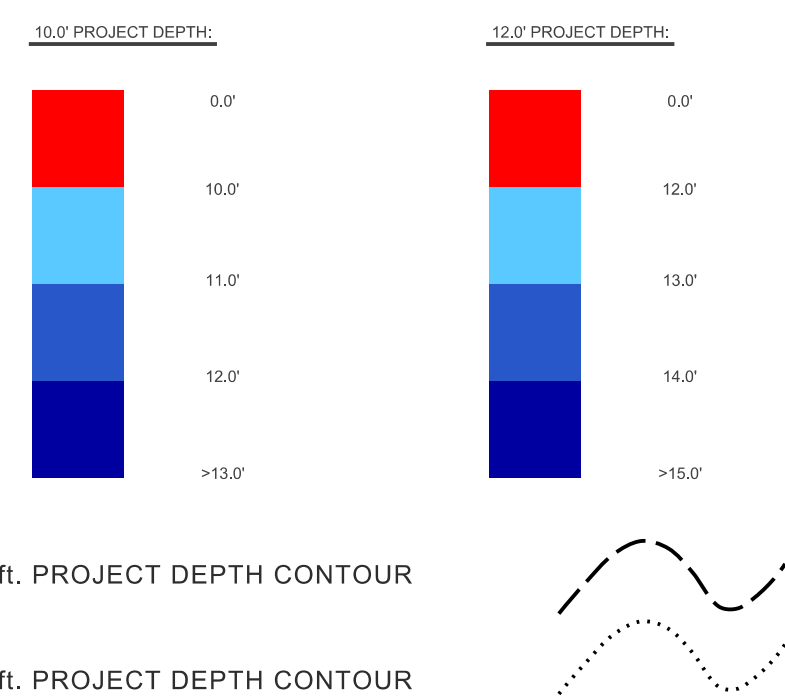 10.0' PROJECT DEPTH:
0.0'
10.0'
11.0'
12.0'
>13.0'
12.0' PROJECT DEPTH:
0.0'
12.0'
13.0'
14.0'
>15.0'
ft. PROJECT DEPTH CONTOUR
ft. PROJECT DEPTH CONTOUR